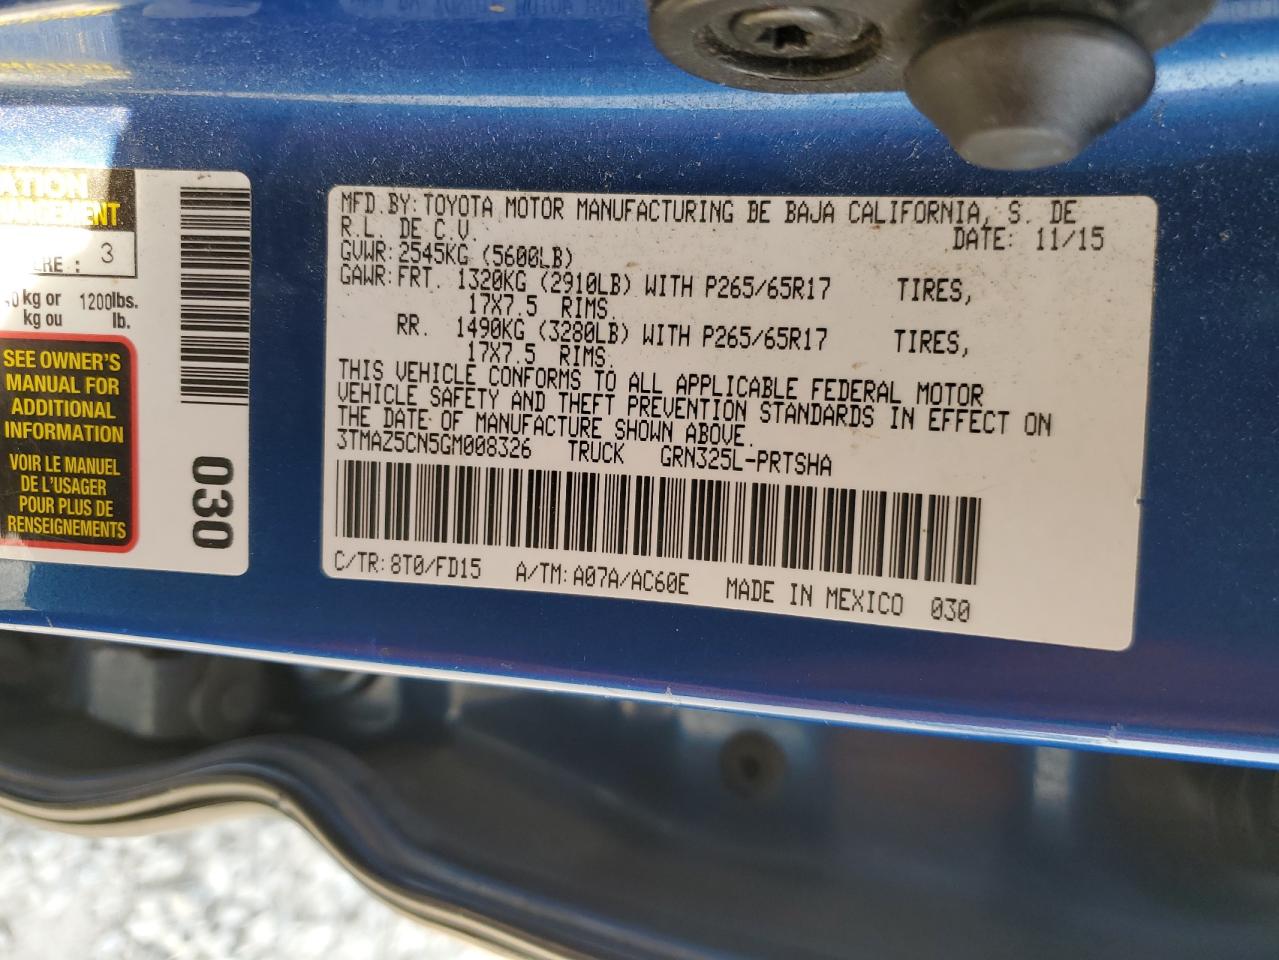 MANAGEMENT
: 3
kg or 1200lbs.
kg ou lb.
SEE OWNER'S
MANUAL FOR
ADDITIONAL
INFORMATION
VOIR LE MANUEL
DE L'USAGER
POUR PLUS DE
RENSEIGNEMENTS
030
MFD. BY: TOYOTA MOTOR MANUFACTURING DE BAJA CALIFORNIA, S. DE
R.L. DE C.V. DATE: 11/15
GVWR: 2545KG (5600LB)
GAWR: FRT. 1320KG (2910LB) WITH P265/65R17 TIRES,
17X7.5 RIMS.
RR. 1490KG (3280LB) WITH P265/65R17 TIRES,
17X7.5 RIMS.
THIS VEHICLE CONFORMS TO ALL APPLICABLE FEDERAL MOTOR
VEHICLE SAFETY AND THEFT PREVENTION STANDARDS IN EFFECT ON
THE DATE OF MANUFACTURE SHOWN ABOVE.
3TMAZ5CN5GM008326 TRUCK GRN325L-PRTSHA
C/TR: 8T0/FD15 A/TM: A07A/AC60E MADE IN MEXICO 030